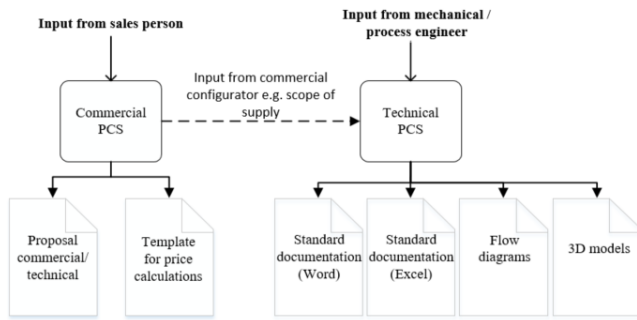 Input from sales person
Input from mechanical /
process engineer
Input from commercial
configurator e.g. scope of
supply
Commercial
PCS
Technical
PCS
Proposal
commercial/
technical
Template
for price
calculations
Standard
documentation
(Word)
Standard
documentation
(Excel)
Flow
diagrams
3D models